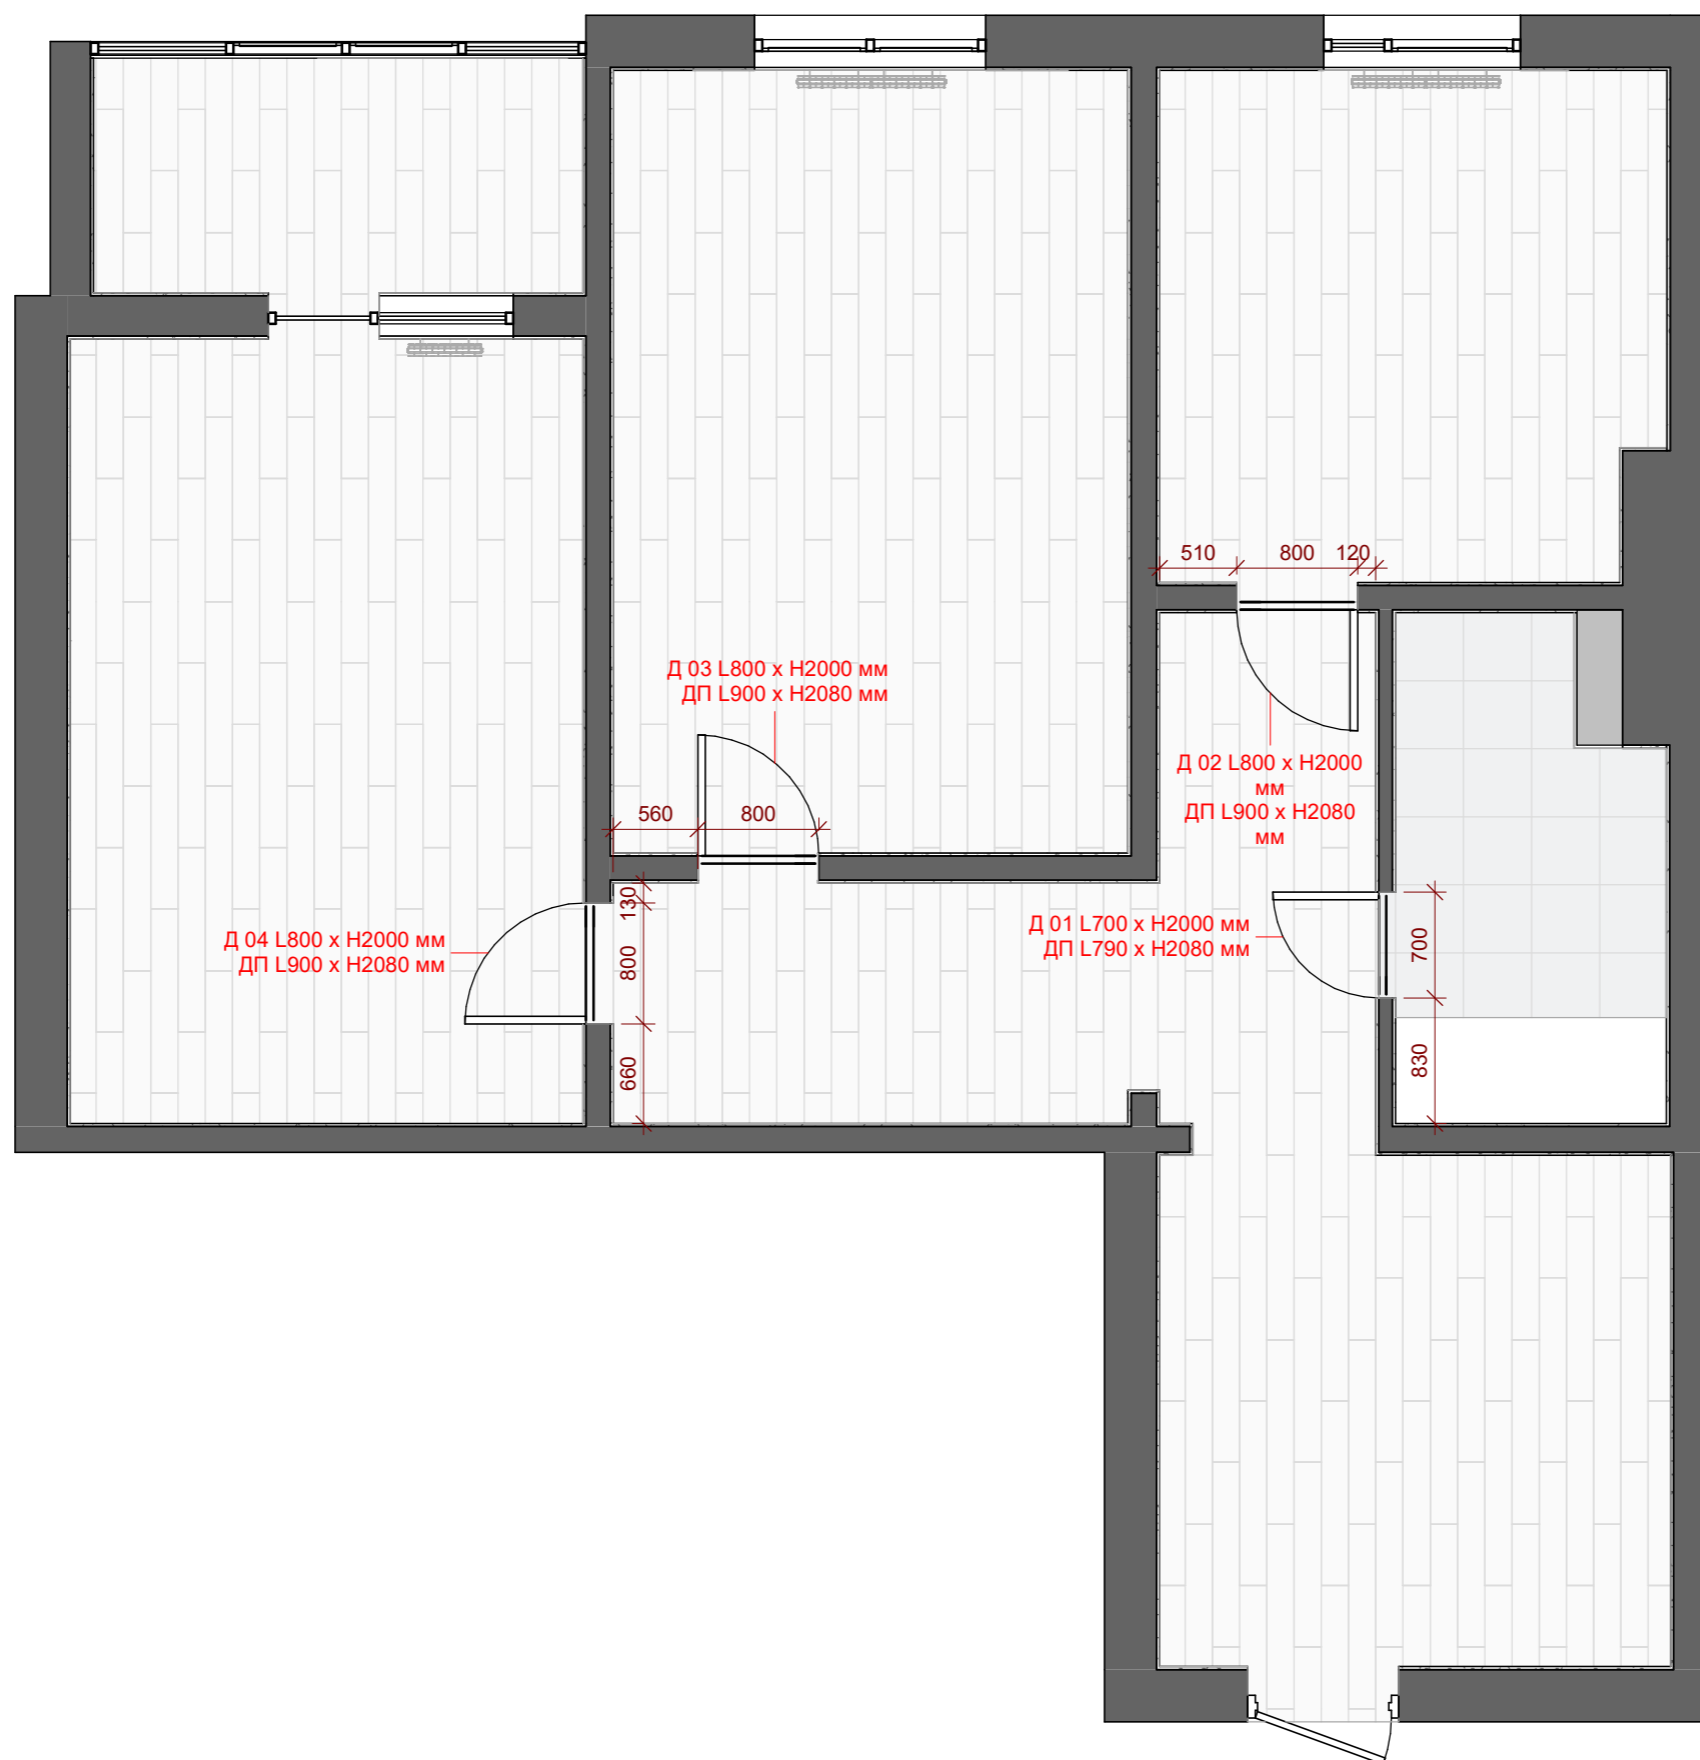 510
800
120
Д 03 L800 x H2000 мм
ДП L900 x H2080 мм
Д 02 L800 x H2000
мм
ДП L900 x H2080
мм
560
800
130
800
660
Д 04 L800 x H2000 мм
ДП L900 x H2080 мм
Д 01 L700 x H2000 мм
ДП L790 x H2080 мм
700
830